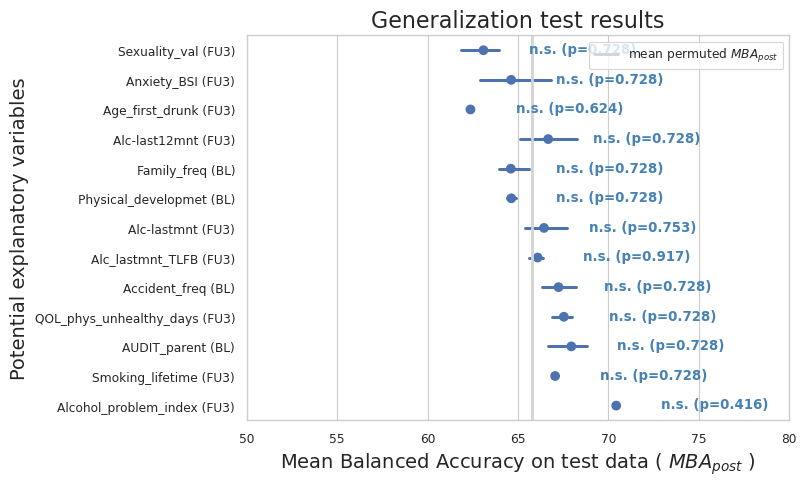 Generalization test results
Potential explanatory variables
Sexuality_val (FU3) n.s. (p=0.728)
mean permuted MBA_post
Anxiety_BSI (FU3) n.s. (p=0.728)
Age_first_drunk (FU3) n.s. (p=0.624)
Alc-last12mnt (FU3) n.s. (p=0.728)
Family_freq (BL) n.s. (p=0.728)
Physical_developmet (BL) n.s. (p=0.728)
Alc-lastmnt (FU3) n.s. (p=0.753)
Alc_lastmnt_TLFB (FU3) n.s. (p=0.917)
Accident_freq (BL) n.s. (p=0.728)
QOL_phys_unhealthy_days (FU3) n.s. (p=0.728)
AUDIT_parent (BL) n.s. (p=0.728)
Smoking_lifetime (FU3) n.s. (p=0.728)
Alcohol_problem_index (FU3) n.s. (p=0.416)
50 55 60 65 70 75 80
Mean Balanced Accuracy on test data ( MBA_post )